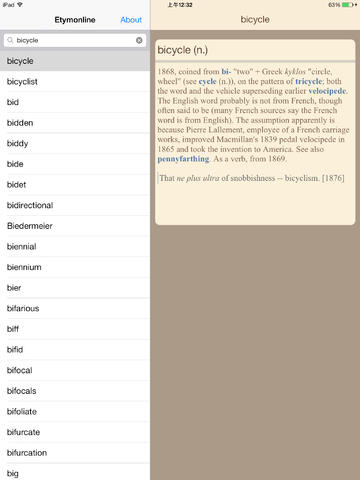 iPad 上午12:32 63%
Etymonline About
bicycle
bicycle
bicycle
bicyclist
bid
bidden
biddy
bide
bidet
bidirectional
Biedermeier
biennial
biennium
bier
bifarious
biff
bifid
bifocal
bifocals
bifoliate
bifurcate
bifurcation
big
bicycle (n.)
1868, coined from bi- "two" + Greek kyklos "circle,
wheel" (see cycle (n.)), on the pattern of tricycle; both
the word and the vehicle superseding earlier velocipede.
The English word probably is not from French, though
often said to be (many French sources say the French
word is from English). The assumption apparently is
because Pierre Lallement, employee of a French carriage
works, improved Macmillan's 1839 pedal velocipede in
1865 and took the invention to America. See also
pennyfarthing. As a verb, from 1869.
That ne plus ultra of snobbishness -- bicyclism. [1876]